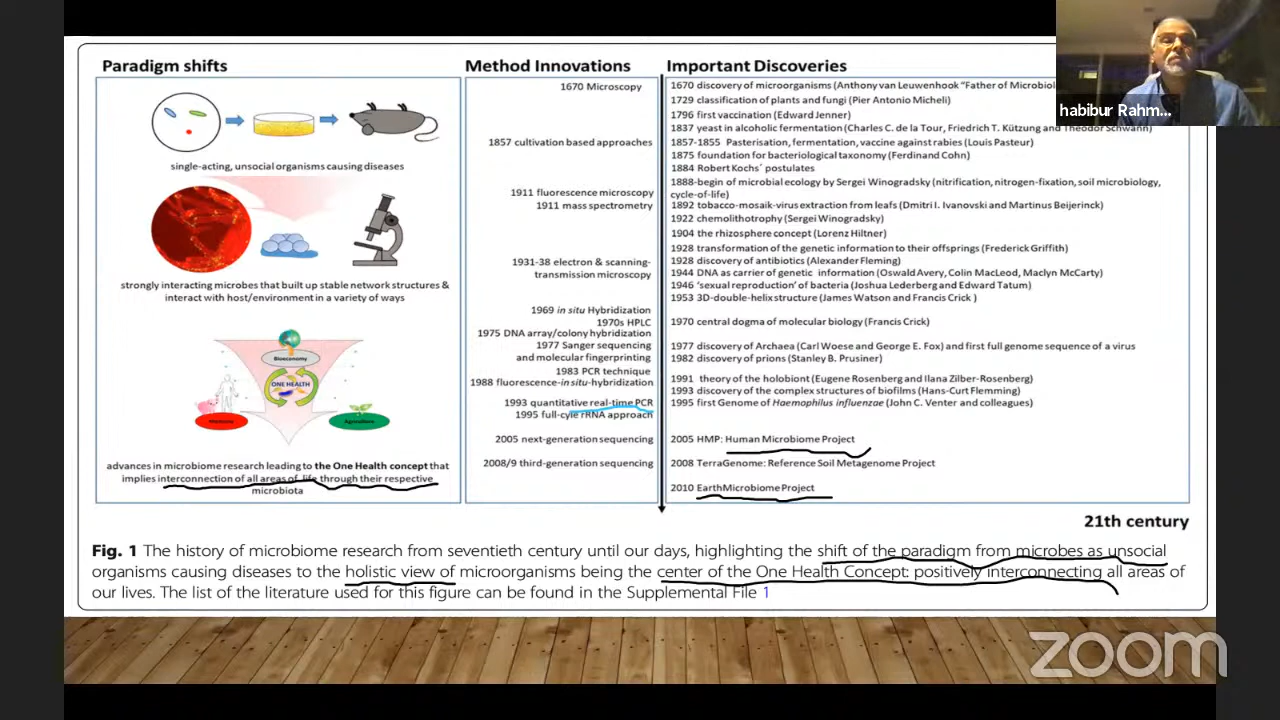 Paradigm shifts
single-acting, unsocial organisms causing diseases
strongly interacting microbes that built up stable network structures &
interact with host/environment in a variety of ways
Bioeconomy
ONE HEALTH
advances in microbiome research leading to the One Health concept that
implies interconnection of all areas of life through their respective
microbiota
Method Innovations
1670 Microscopy
1857 cultivation based approaches
1911 fluorescence microscopy
1911 mass spectrometry
1931-38 electron & scanning-
transmission microscopy
1969 in situ Hybridization
1970s HPLC
1975 DNA array/colony hybridization
1977 Sanger sequencing
and molecular fingerprinting
1983 PCR technique
1988 fluorescence-in situ-hybridization
1993 quantitative real-time PCR
1995 full-cyle rRNA approach
2005 next-generation sequencing
2008/9 third-generation sequencing
Important Discoveries
1670 discovery of microorganisms (Anthony van Leuwenhook "Father of Microbiol
1729 classification of plants and fungi (Pier Antonio Micheli)
1796 first vaccination (Edward Jenner)
1837 yeast in alcoholic fermentation (Charles C. de la Tour, Friedrich T. Kützung and Theodor Schwann)
1857-1855 Pasterisation, fermentation, vaccine against rabies (Louis Pasteur)
1875 foundation for bacteriological taxonomy (Ferdinand Cohn)
1884 Robert Kochs´ postulates
1888-begin of microbial ecology by Sergei Winogradsky (nitrification, nitrogen-fixation, soil microbiology,
cycle-of-life)
1892 tobacco-mosaik-virus extraction from leafs (Dmitri I. Ivanovski and Martinus Beijerinck)
1922 chemolithotrophy (Sergei Winogradsky)
1904 the rhizosphere concept (Lorenz Hiltner)
1928 transformation of the genetic information to their offsprings (Frederick Griffith)
1928 discovery of antibiotics (Alexander Fleming)
1944 DNA as carrier of genetic information (Oswald Avery, Colin MacLeod, Maclyn McCarty)
1946 'sexual reproduction' of bacteria (Joshua Lederberg and Edward Tatum)
1953 3D-double-helix structure (James Watson and Francis Crick )
1970 central dogma of molecular biology (Francis Crick)
1977 discovery of Archaea (Carl Woese and George E. Fox) and first full genome sequence of a virus
1982 discovery of prions (Stanley B. Prusiner)
1991 theory of the holobiont (Eugene Rosenberg and Ilana Zilber-Rosenberg)
1993 discovery of the complex structures of biofilms (Hans-Curt Flemming)
1995 first Genome of Haemophilus influenzae (John C. Venter and colleagues)
2005 HMP: Human Microbiome Project
2008 TerraGenome: Reference Soil Metagenome Project
2010 EarthMicrobiome Project
21th century
Fig. 1 The history of microbiome research from seventieth century until our days, highlighting the shift of the paradigm from microbes as unsocial
organisms causing diseases to the holistic view of microorganisms being the center of the One Health Concept: positively interconnecting all areas of
our lives. The list of the literature used for this figure can be found in the Supplemental File 1
habibur Rahm...
zoom